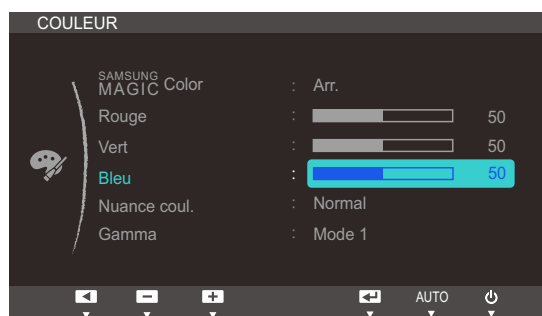 COULEUR
SAMSUNG MAGIC Color : Arr.
Rouge : 50
Vert : 50
Bleu : 50
Nuance coul. : Normal
Gamma : Mode 1
AUTO